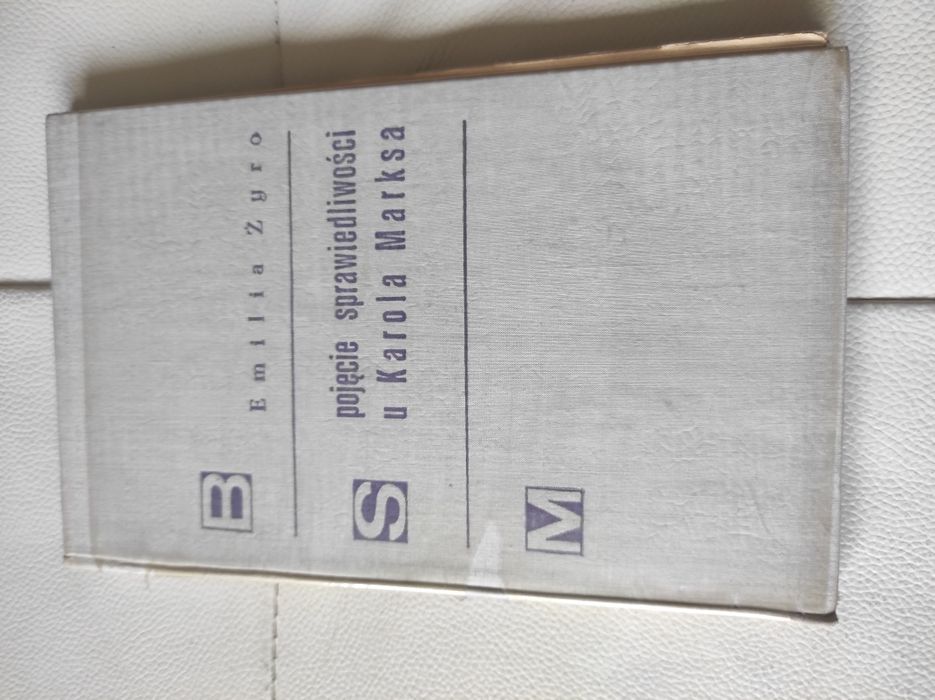 B
Emilia Żyro
S
pojęcie sprawiedliwości
u Karola Marksa
M